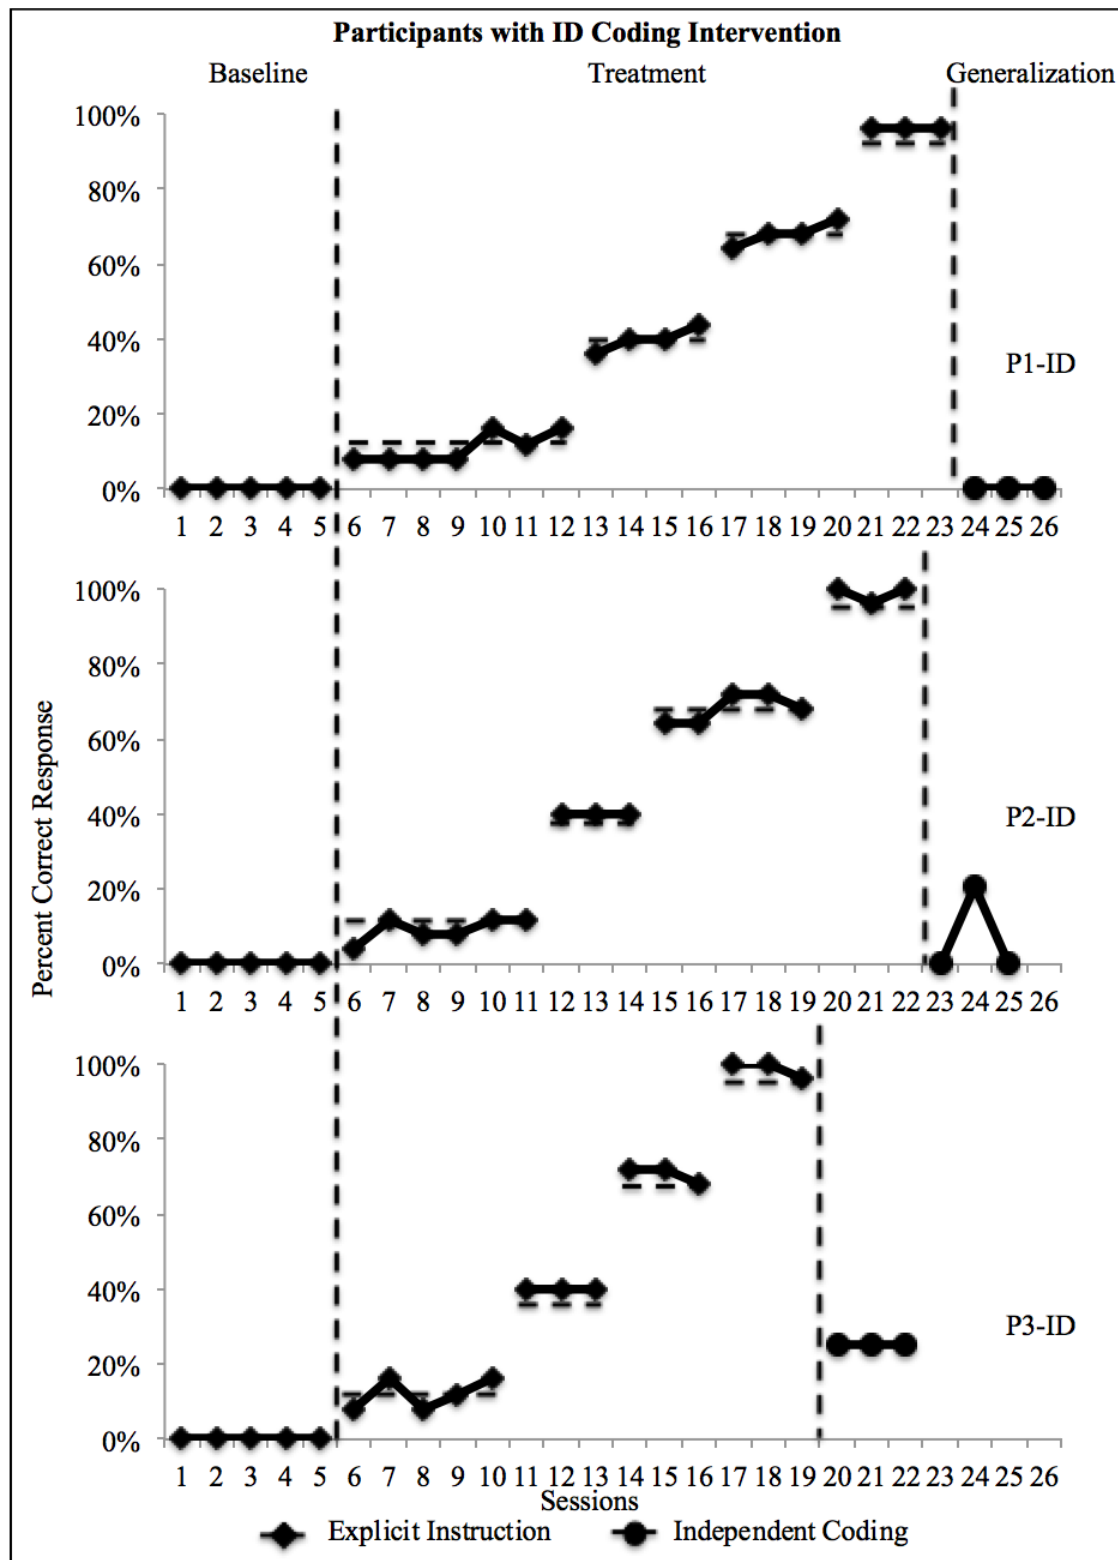 Participants with ID Coding Intervention
Baseline Treatment Generalization
100%
80%
60%
40%
20%
0%
P1-ID
1 2 3 4 5 6 7 8 9 10 11 12 13 14 15 16 17 18 19 20 21 22 23 24 25 26
Percent Correct Response
100%
80%
60%
40%
20%
0%
P2-ID
1 2 3 4 5 6 7 8 9 10 11 12 13 14 15 16 17 18 19 20 21 22 23 24 25 26
100%
80%
60%
40%
20%
0%
P3-ID
1 2 3 4 5 6 7 8 9 10 11 12 13 14 15 16 17 18 19 20 21 22 23 24 25 26
Sessions
Explicit Instruction Independent Coding